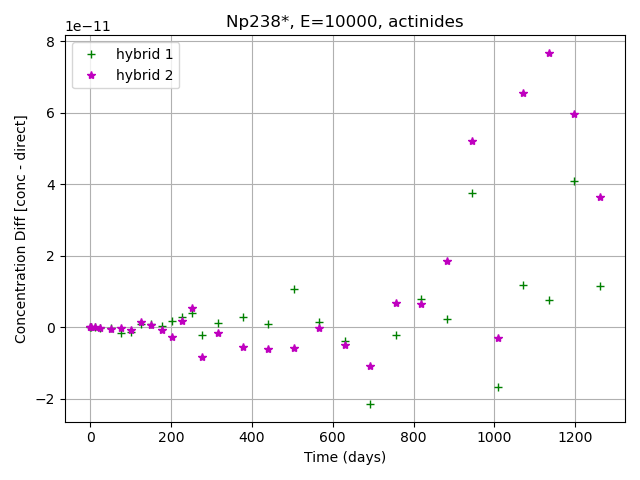 Np238*, E=10000, actinides
1e−11
hybrid 1
hybrid 2
8
6
4
2
0
−2
Concentration Diff [conc - direct]
0 200 400 600 800 1000 1200
Time (days)